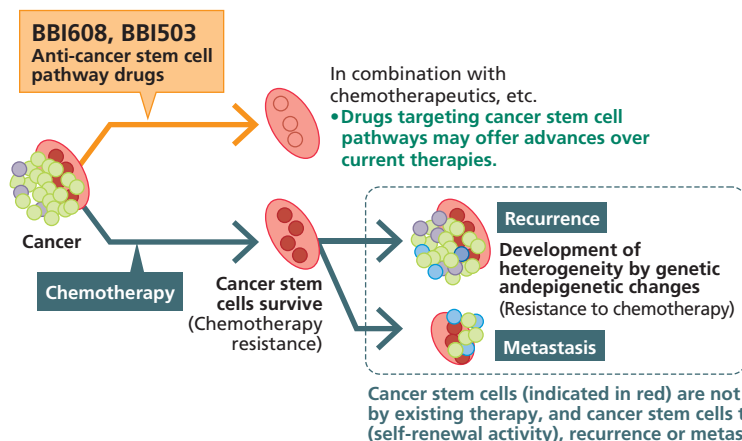 BBI608, BBI503
Anti-cancer stem cell
pathway drugs
In combination with
chemotherapeutics, etc.
•Drugs targeting cancer stem cell
pathways may offer advances over
current therapies.
Cancer
Chemotherapy
Cancer stem
cells survive
(Chemotherapy
resistance)
Recurrence
Development of
heterogeneity by genetic
andepigenetic changes
(Resistance to chemotherapy)
Metastasis
Cancer stem cells (indicated in red) are not
by existing therapy, and cancer stem cells
(self-renewal activity), recurrence or